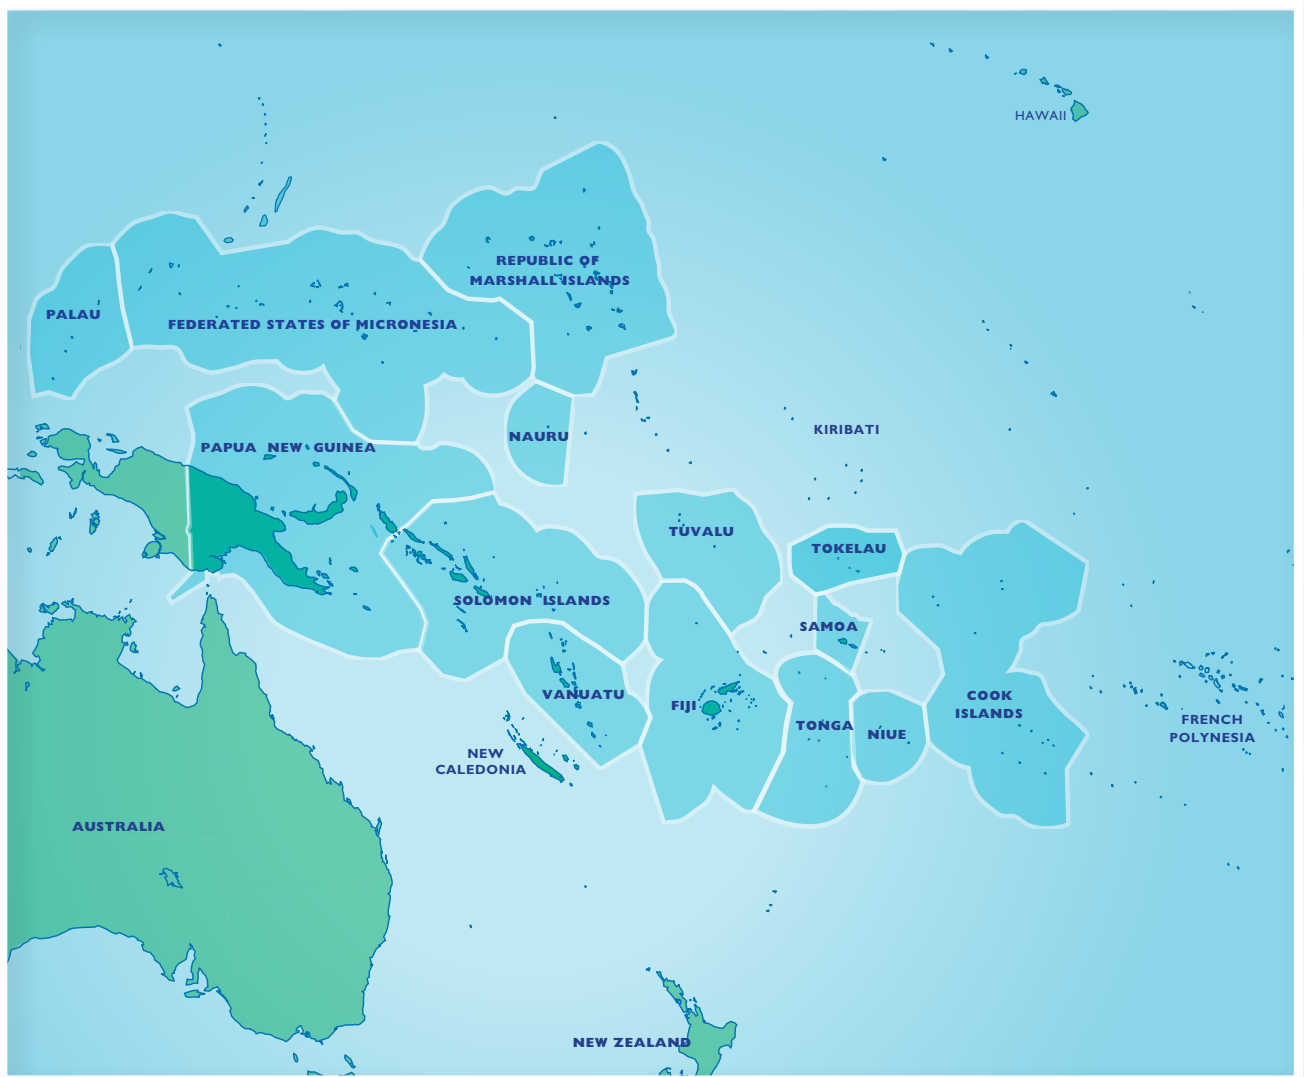 HAWAII
REPUBLIC OF
MARSHALL ISLANDS
PALAU
FEDERATED STATES OF MICRONESIA
KIRIBATI
NAURU
PAPUA NEW GUINEA
TUVALU
TOKELAU
SOLOMON ISLANDS
SAMOA
VANUATU
FIJI
TONGA
NIUE
COOK
ISLANDS
FRENCH
POLYNESIA
NEW
CALEDONIA
AUSTRALIA
NEW ZEALAND